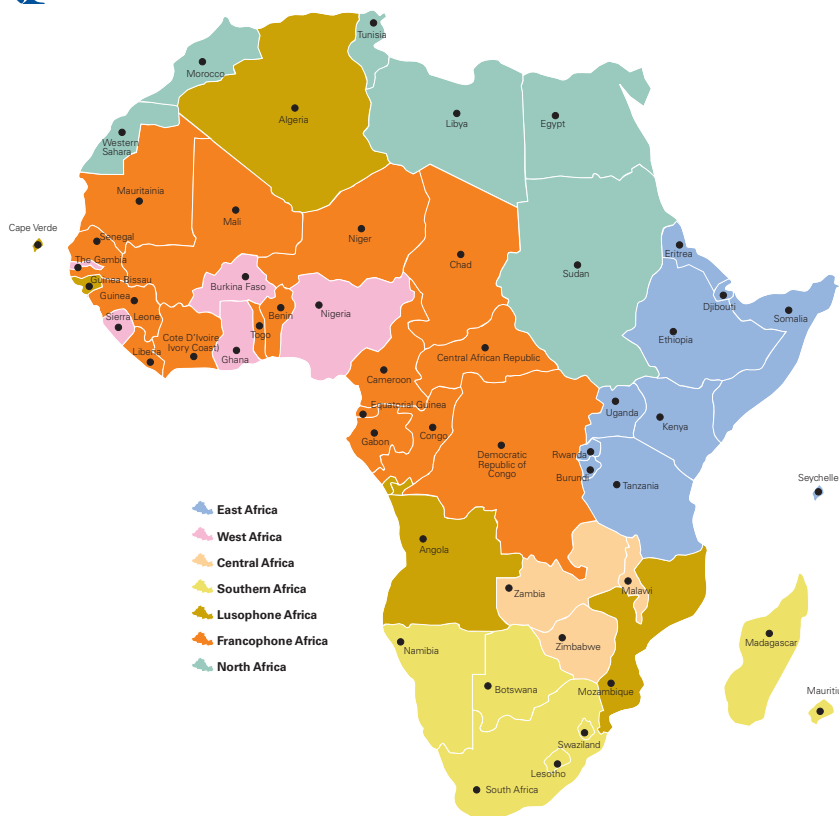 Tunisia
Morocco
Algeria
Libya
Egypt
Western
Sahara
Mauritainia
Mali
Cape Verde
Niger
Senegal
Chad
Eritrea
The Gambia
Sudan
Guinea Bissau
Burkina Faso
Guinea
Djibouti
Nigeria
Benin
Sierra Leone
Somalia
Togo
Cote D'Ivoire
Ivory Coast)
Ethiopia
Liberia
Ghana
Central African Republic
Cameroon
Equatorial Guinea
Uganda
Kenya
Congo
Gabon
Democratic
Republic of
Congo
Rwanda
Burundi
Seychelle
Tanzania
East Africa
West Africa
Central Africa
Southern Africa
Lusophone Africa
Francophone Africa
North Africa
Angola
Zambia
Malawi
Zimbabwe
Madagascar
Namibia
Botswana
Mozambique
Mauritiu
Swaziland
Lesotho
South Africa